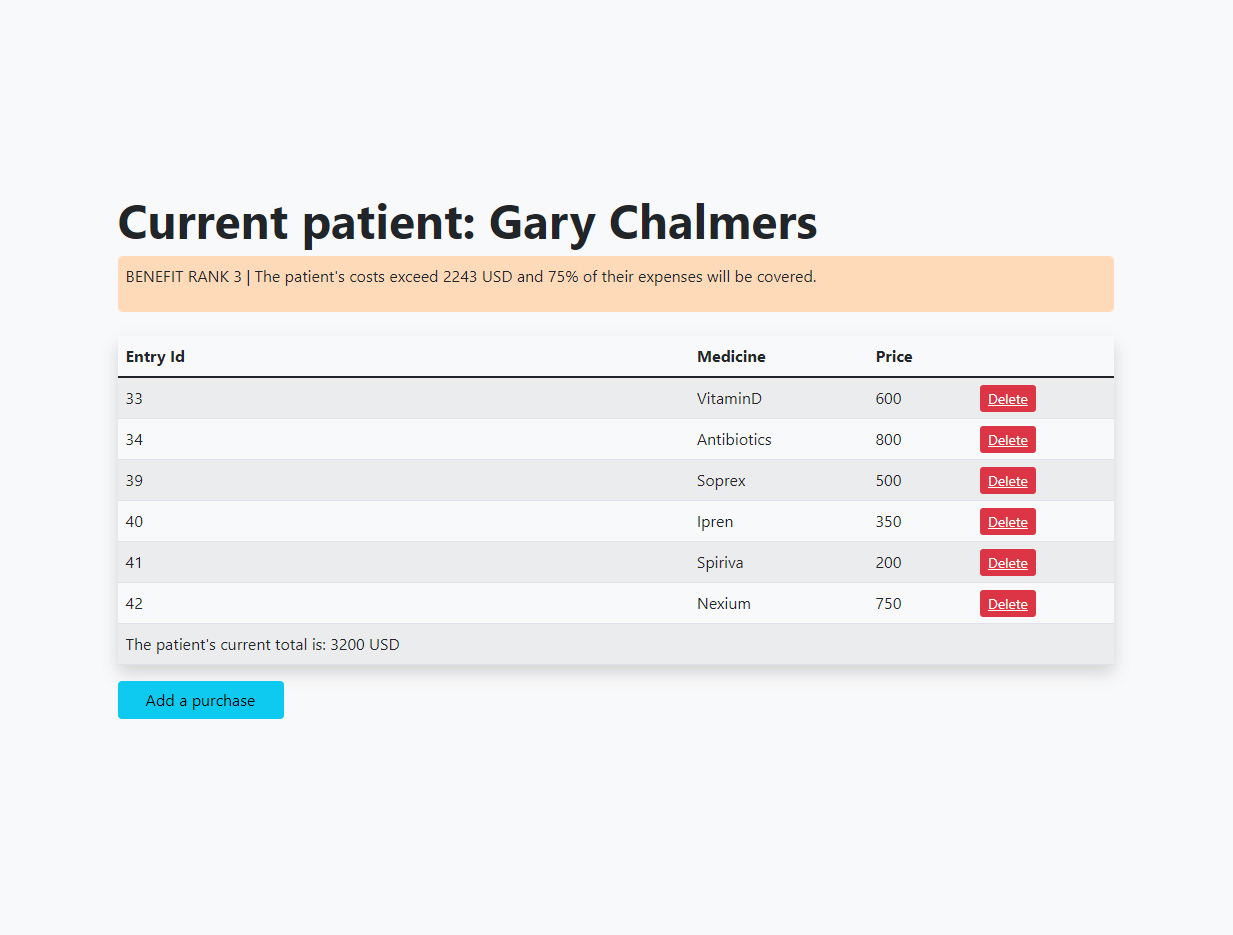 Current patient: Gary Chalmers
BENEFIT RANK 3 | The patient's costs exceed 2243 USD and 75% of their expenses will be covered.
Entry Id Medicine Price
33 VitaminD 600 Delete
34 Antibiotics 800 Delete
39 Soprex 500 Delete
40 Ipren 350 Delete
41 Spiriva 200 Delete
42 Nexium 750 Delete
The patient's current total is: 3200 USD
Add a purchase